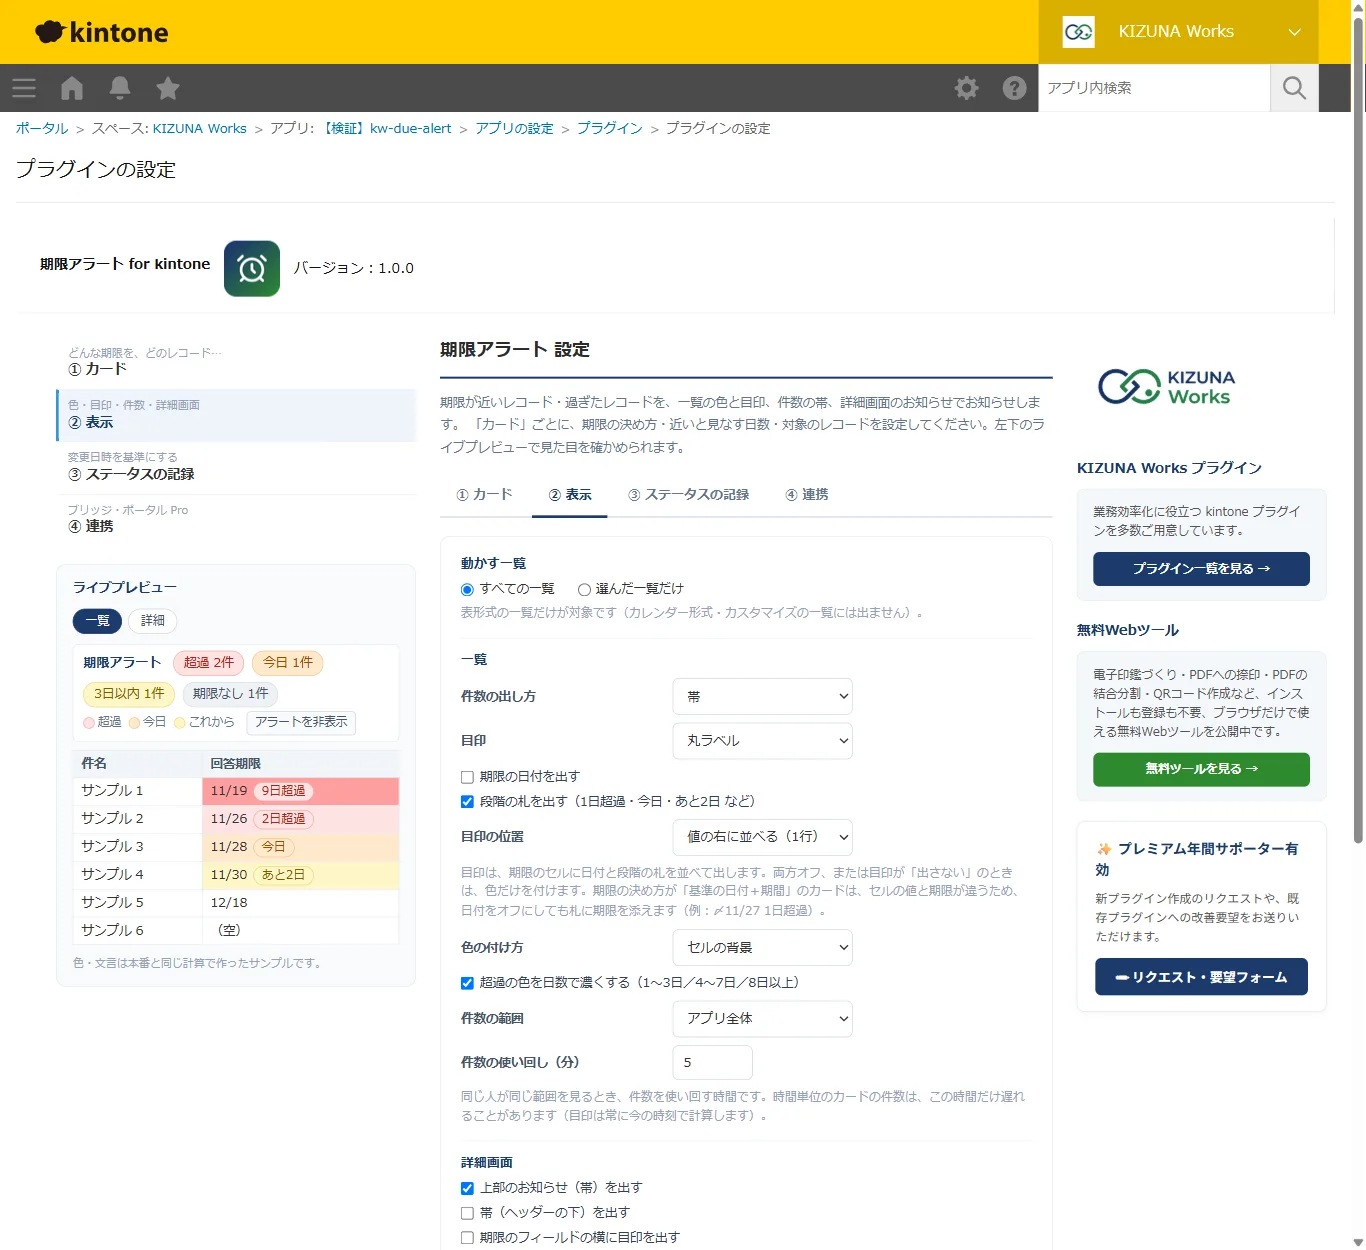 kintone
KIZUNA Works
アプリ内検索
ポータル > スペース: KIZUNA Works > アプリ: 【検証】kw-due-alert > アプリの設定 > プラグイン > プラグインの設定
プラグインの設定
期限アラート for kintone
バージョン：1.0.0
どんな期限を、どのレコード…
① カード
色・目印・件数・詳細画面
② 表示
変更日時を基準にする
③ ステータスの記録
ブリッジ・ポータル Pro
④ 連携
ライブプレビュー
一覧 詳細
期限アラート 超過 2件 今日 1件
3日以内 1件 期限なし 1件
超過 今日 これから アラートを非表示
件名 回答期限
サンプル 1 11/19 9日超過
サンプル 2 11/26 2日超過
サンプル 3 11/28 今日
サンプル 4 11/30 あと2日
サンプル 5 12/18
サンプル 6 （空）
色・文言は本番と同じ計算で作ったサンプルです。
期限アラート 設定
期限が近いレコード・過ぎたレコードを、一覧の色と目印、件数の帯、詳細画面のお知らせでお知らせしま
す。「カード」ごとに、期限の決め方・近いと見なす日数・対象のレコードを設定してください。左下のラ
イブプレビューで見た目を確かめられます。
① カード ② 表示 ③ ステータスの記録 ④ 連携
動かす一覧
すべての一覧 選んだ一覧だけ
表形式の一覧だけが対象です（カレンダー形式・カスタマイズの一覧には出ません）。
一覧
件数の出し方 帯
目印 丸ラベル
期限の日付を出す
段階の札を出す（1日超過・今日・あと2日 など）
目印の位置 値の右に並べる（1行）
目印は、期限のセルに日付と段階の札を並べて出します。両方オフ、または目印が「出さない」のとき
は、色だけを付けます。期限の決め方が「基準の日付＋期間」のカードは、セルの値と期限が違うため、
日付をオフにしても札に期限を添えます（例：〆11/27 1日超過）。
色の付け方 セルの背景
超過の色を日数で濃くする（1〜3日／4〜7日／8日以上）
件数の範囲 アプリ全体
件数の使い回し（分） 5
同じ人が同じ範囲を見るとき、件数を使い回す時間です。時間単位のカードの件数は、この時間だけ遅れ
ることがあります（目印は常に今の時刻で計算します）。
詳細画面
上部のお知らせ（帯）を出す
帯（ヘッダーの下）を出す
期限のフィールドの横に目印を出す
KIZUNA
Works
KIZUNA Works プラグイン
業務効率化に役立つ kintone プラグイ
ンを多数ご用意しています。
プラグイン一覧を見る →
無料Webツール
電子印鑑づくり・PDFへの捺印・PDFの
結合分割・QRコード作成など、インス
トールも登録も不要、ブラウザだけで使
える無料Webツールを公開中です。
無料ツールを見る →
✨ プレミアム年間サポーター有
効
新プラグイン作成のリクエストや、既
存プラグインへの改善要望をお送りい
ただけます。
リクエスト・要望フォーム